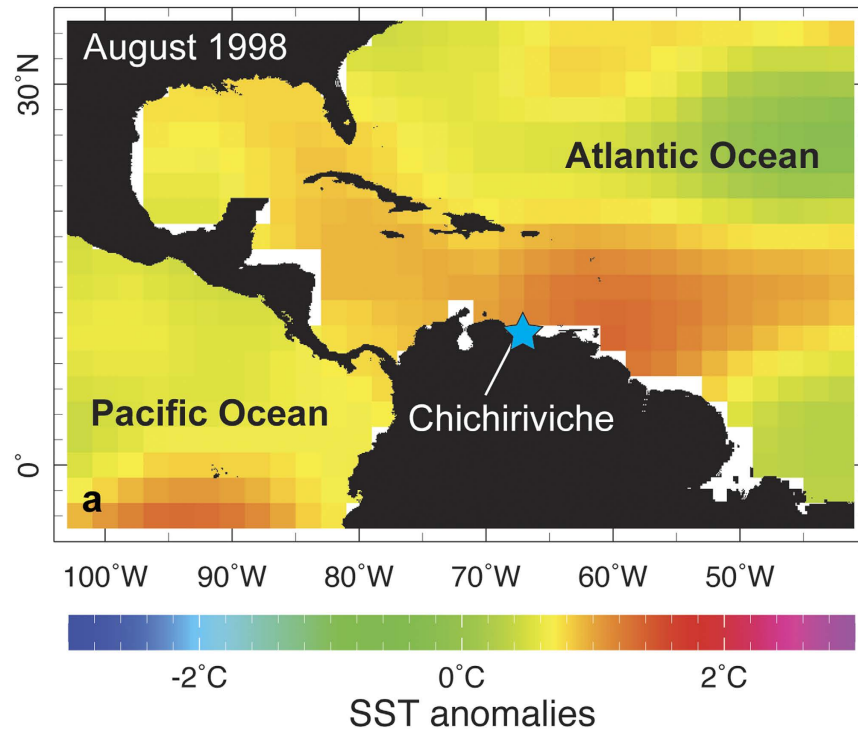 August 1998
30°N
Atlantic Ocean
Pacific Ocean
Chichiriviche
0°
a
100°W 90°W 80°W 70°W 60°W 50°W
-2°C 0°C 2°C
SST anomalies